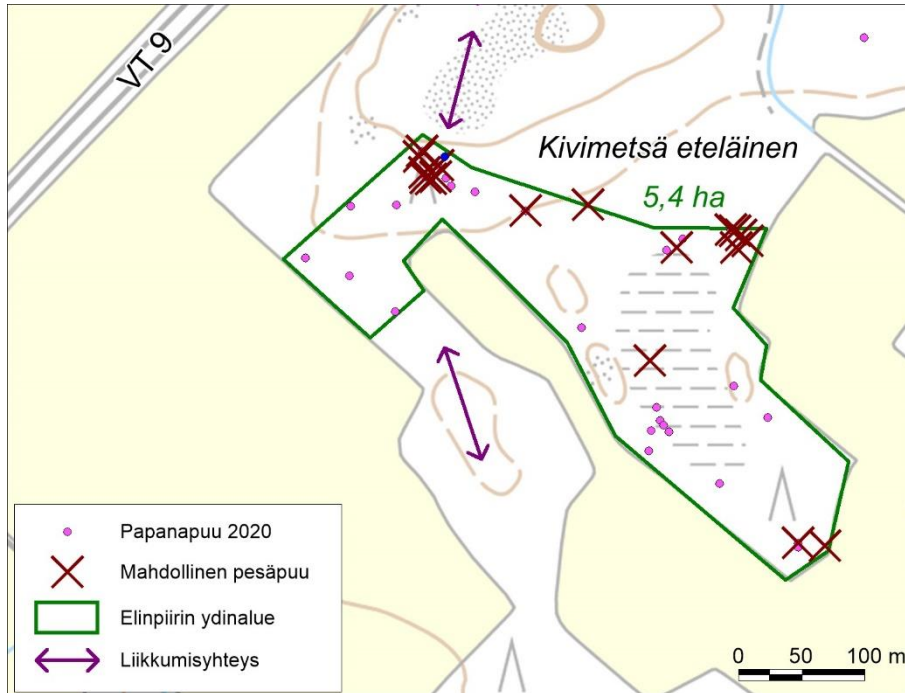 VT 9
Kivimetsä eteläinen
5,4 ha
Papanapuu 2020
Mahdollinen pesäpuu
Elinpiirin ydinalue
Liikkumisyhteys
0 50 100 m